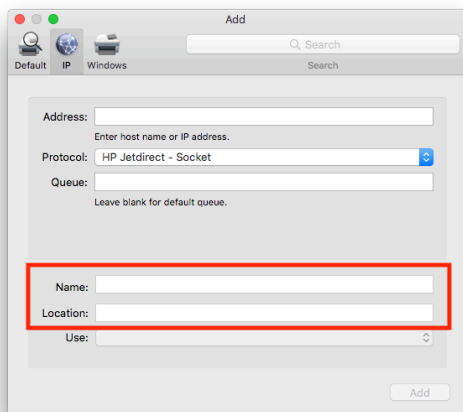 Add
Search
Default IP Windows
Search
Address:
Enter host name or IP address.
Protocol: HP Jetdirect - Socket
Queue:
Leave blank for default queue.
Name:
Location:
Use:
Add